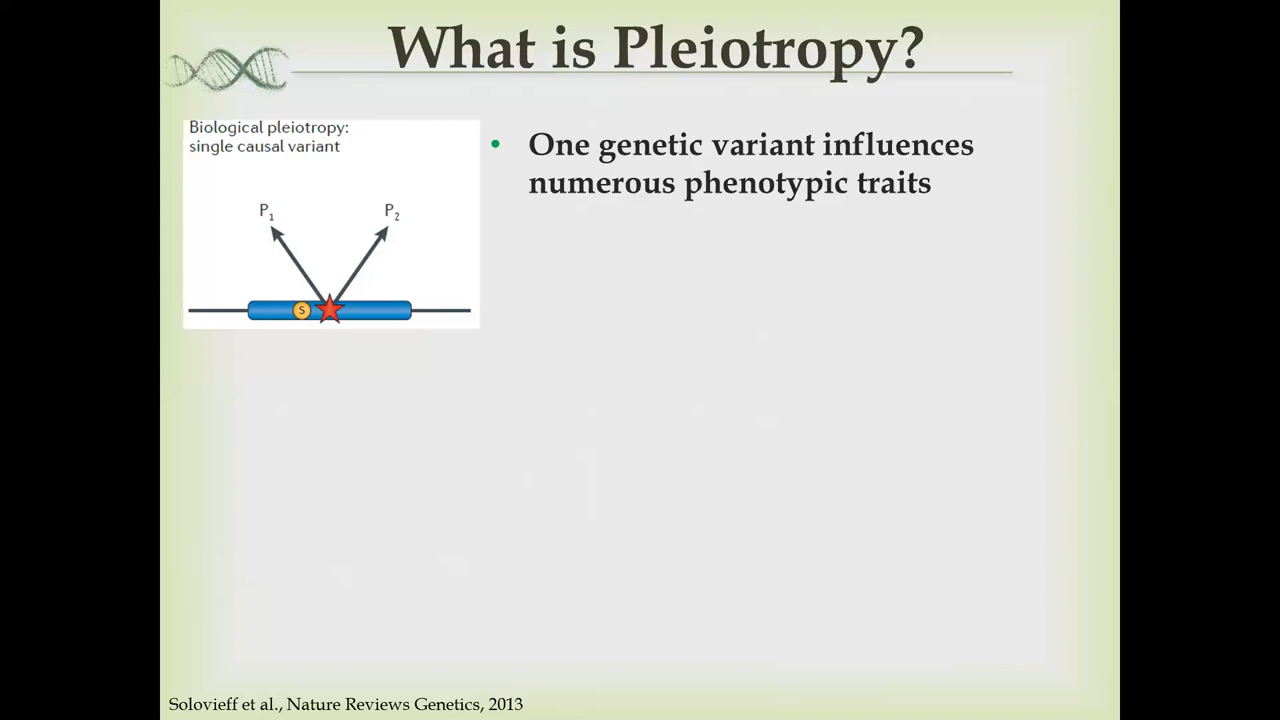 What is Pleiotropy?
Biological pleiotropy:
single causal variant
P1
P2
S
• One genetic variant influences
numerous phenotypic traits
Solovieff et al., Nature Reviews Genetics, 2013